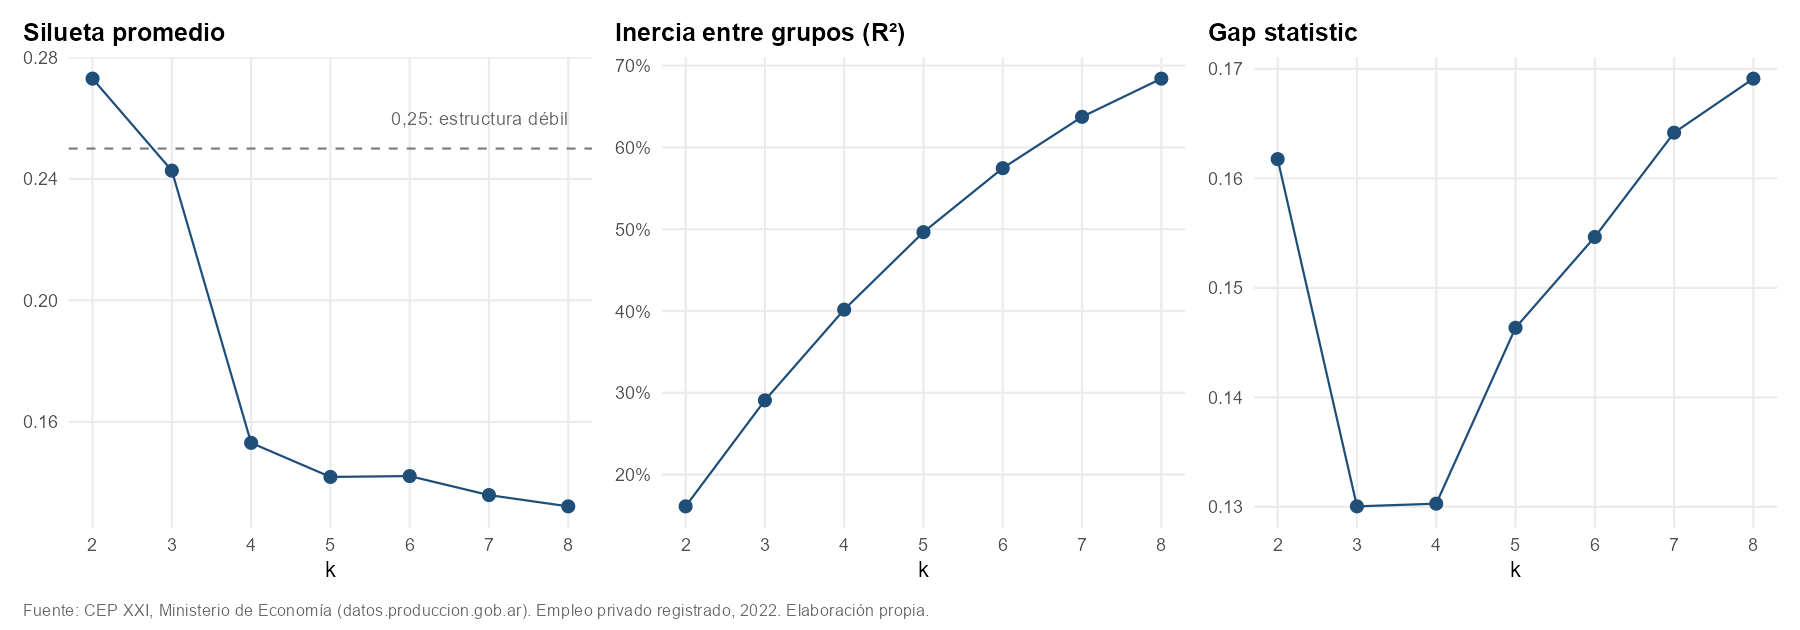 Silueta promedio
0.28
0.24
0.20
0.16
0,25: estructura débil
2 3 4 5 6 7 8
k
Inercia entre grupos (R²)
70%
60%
50%
40%
30%
20%
2 3 4 5 6 7 8
k
Gap statistic
0.17
0.16
0.15
0.14
0.13
2 3 4 5 6 7 8
k
Fuente: CEP XXI, Ministerio de Economía (datos.produccion.gob.ar). Empleo privado registrado, 2022. Elaboración propia.